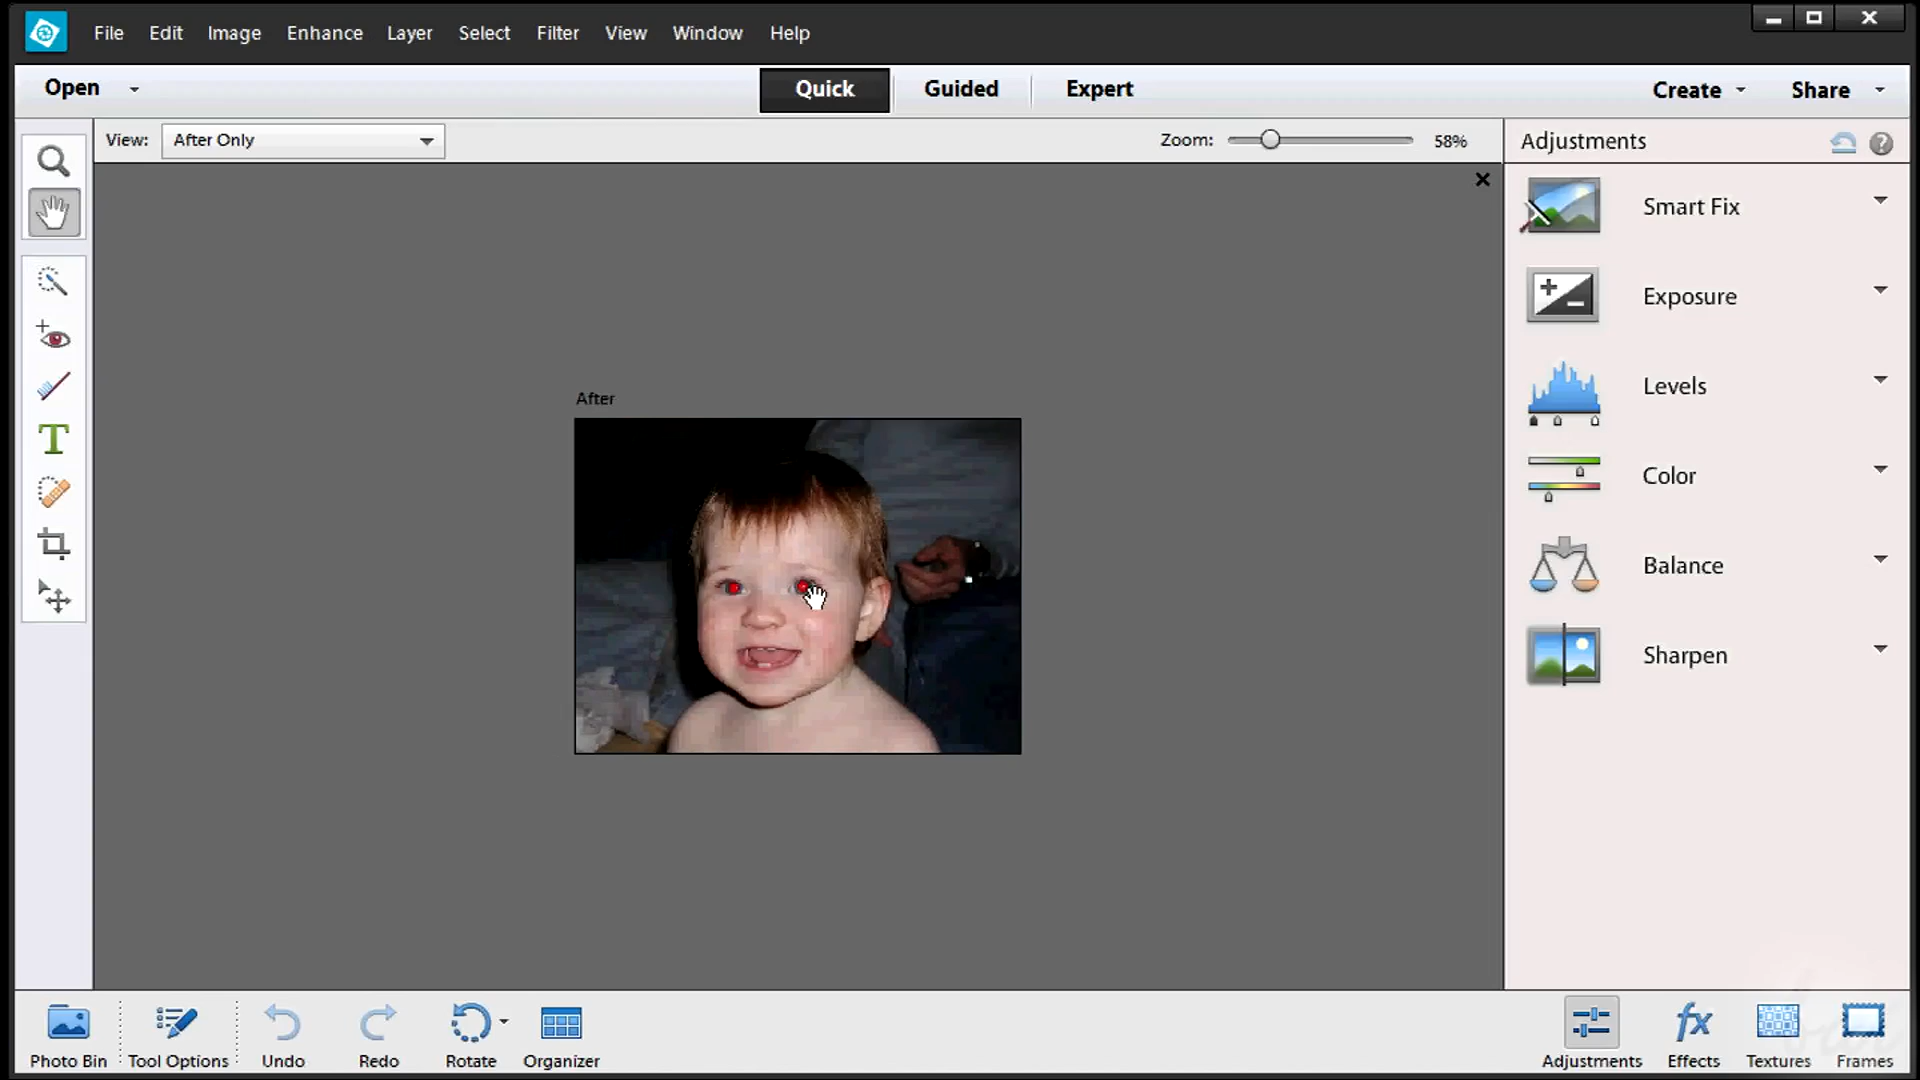 File Edit Image Enhance Layer Select Filter View Window Help
Open Quick Guided Expert Create Share
View: After Only Zoom: 58% Adjustments
Smart Fix
Exposure
Levels
Color
Balance
Sharpen
After
Photo Bin Tool Options Undo Redo Rotate Organizer Adjustments Effects Textures Frames